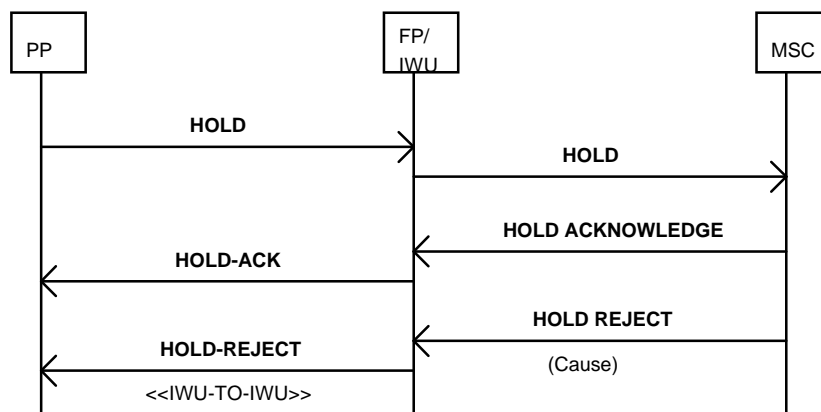 PP
FP/
IWU
MSC
HOLD
HOLD
HOLD ACKNOWLEDGE
HOLD-ACK
HOLD REJECT
HOLD-REJECT
(Cause)
<<IWU-TO-IWU>>